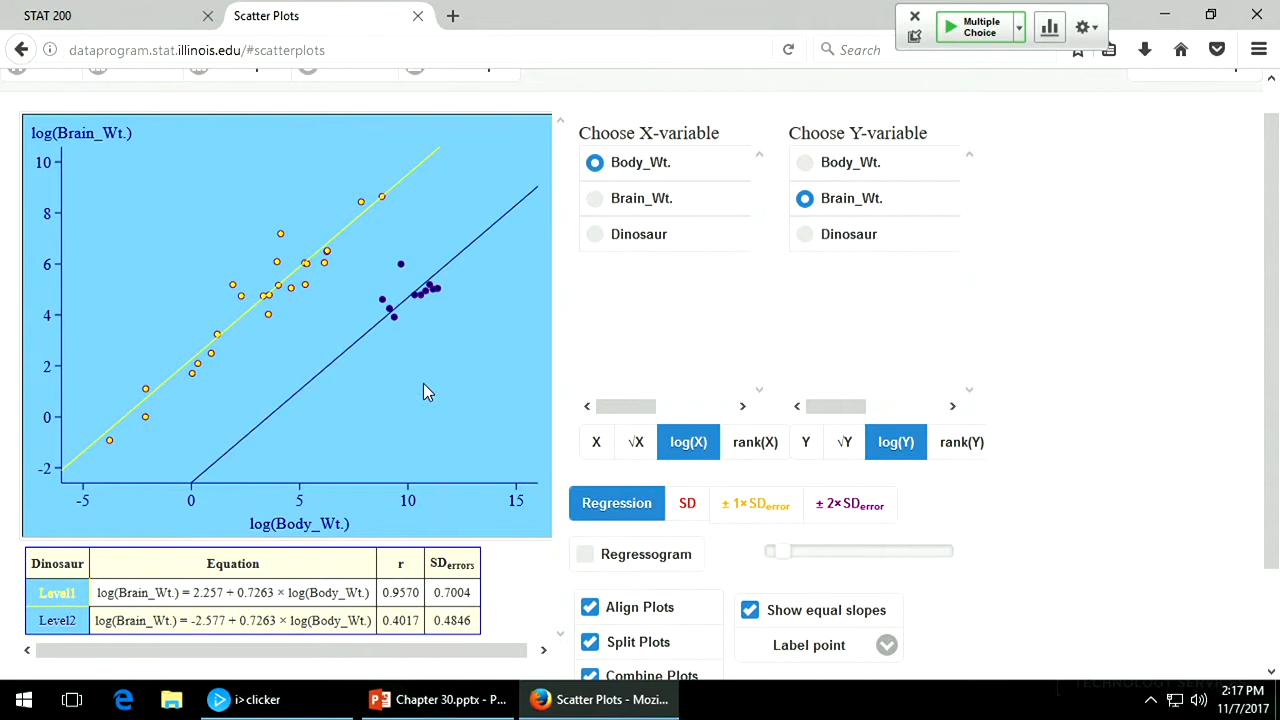 STAT 200
Scatter Plots
Multiple
Choice
dataprogram.stat.illinois.edu/#scatterplots
Search
log(Brain_Wt.)
10
8
6
4
2
0
-2
-5
0
5
10
15
log(Body_Wt.)
Choose X-variable
Body_Wt.
Brain_Wt.
Dinosaur
Choose Y-variable
Body_Wt.
Brain_Wt.
Dinosaur
X √X log(X) rank(X) Y √Y log(Y) rank(Y)
Regression SD ± 1× SDerror ± 2× SDerror
Regressogram
Align Plots
Split Plots
Combine Plots
Show equal slopes
Label point
Dinosaur Equation r SDerrors
Level1 log(Brain_Wt.) = 2.257 + 0.7263 × log(Body_Wt.) 0.9570 0.7004
Level2 log(Brain_Wt.) = -2.577 + 0.7263 × log(Body_Wt.) 0.4017 0.4846
i>clicker
Chapter 30.pptx - P...
Scatter Plots - Mozi...
2:17 PM
11/7/2017